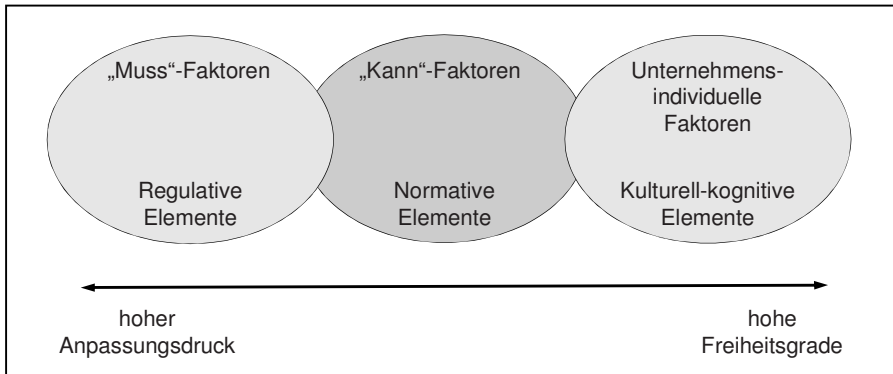 „Muss“-Faktoren
Regulative
Elemente
„Kann“-Faktoren
Normative
Elemente
Unternehmens-
individuelle
Faktoren
Kulturell-kognitive
Elemente
hoher
Anpassungsdruck
hohe
Freiheitsgrade